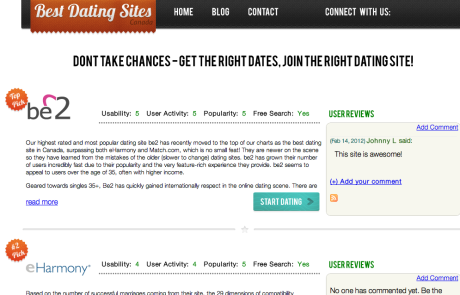 Best Dating Sites
Canada
HOME BLOG CONTACT CONNECT WITH US:
DONT TAKE CHANCES – GET THE RIGHT DATES, JOIN THE RIGHT DATING SITE!
Top Pick
be2
Usability: 5 User Activity: 5 Popularity: 5 Free Search: Yes
Our highest rated and most popular dating site be2 has recently moved to the top of our charts as the best dating
site in Canada, surpassing both eHarmony and Match.com, which is no small feat! They are newer on the scene
so they have learned from the mistakes of the older (slower to change) dating sites. be2 has grown their number
of users incredibly fast due to their popularity and the very feature-rich experience they provide. be2 seems to
appeal to users over the age of 35, often with higher income.
Geared towards singles 35+, Be2 has quickly gained internationally respect in the online dating scene. There are
read more
START DATING >
USER REVIEWS
Add Comment
(Feb 14, 2012) Johnny L said:
This site is awesome!
(+) Add your comment
#2 Pick
eHarmony®
Usability: 4 User Activity: 4 Popularity: 4 Free Search: Yes
Based on the number of successful marriages coming from their site, the 29 dimensions of compatibility
USER REVIEWS
Add Comment
No one has commented yet. Be the